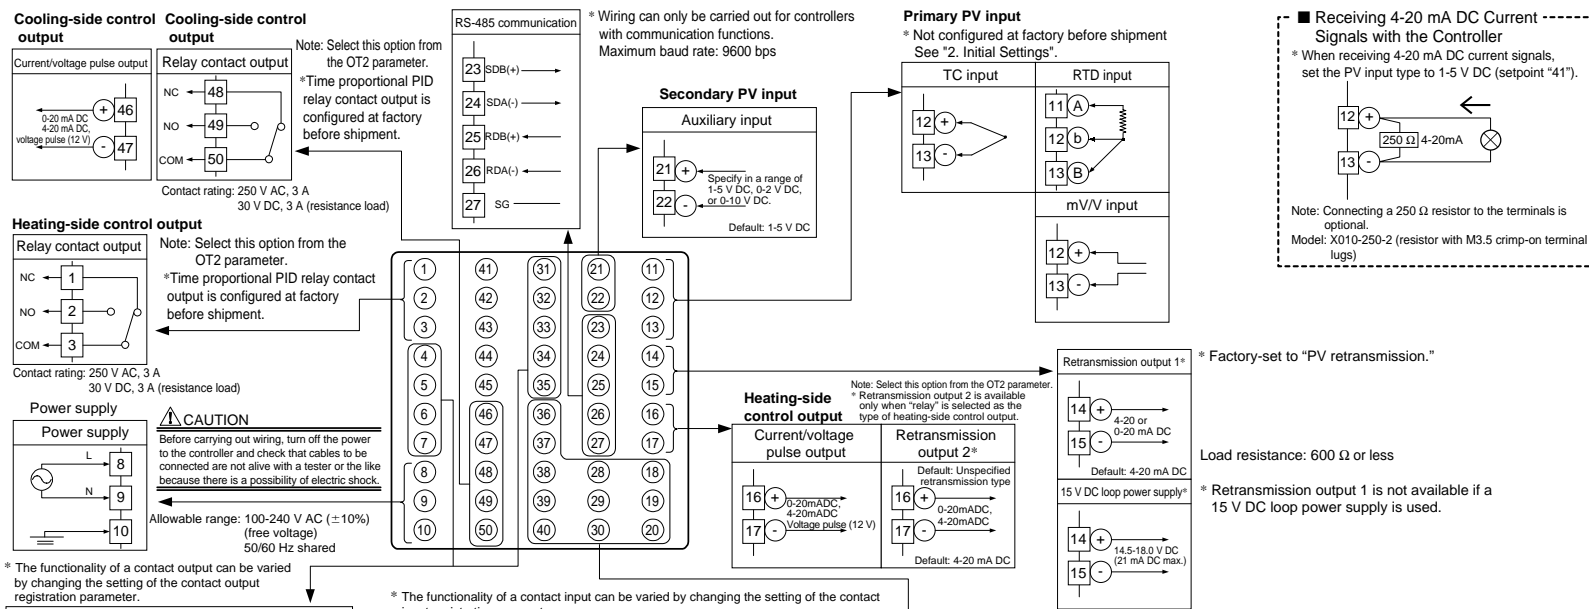 Cooling-side control
output
Current/voltage pulse output
+ 46
0-20 mA DC
4-20 mA DC,
voltage pulse (12 V)
- 47
Cooling-side control
output
Relay contact output
NC 48
NO 49
COM 50
Note: Select this option from
the OT2 parameter.
*Time proportional PID
relay contact output is
configured at factory
before shipment.
Contact rating: 250 V AC, 3 A
30 V DC, 3 A (resistance load)
RS-485 communication
23 SDB(+)
24 SDA(-)
25 RDB(+)
26 RDA(-)
27 SG
* Wiring can only be carried out for controllers
with communication functions.
Maximum baud rate: 9600 bps
Secondary PV input
Auxiliary input
21 +
22 -
Specify in a range of
1-5 V DC, 0-2 V DC,
or 0-10 V DC.
Default: 1-5 V DC
Primary PV input
* Not configured at factory before shipment
See "2. Initial Settings".
TC input
12 +
13 -
RTD input
11 A
12 b
13 B
mV/V input
12 +
13 -
■ Receiving 4-20 mA DC Current
Signals with the Controller
* When receiving 4-20 mA DC current signals,
set the PV input type to 1-5 V DC (setpoint “41”).
12 +
250 Ω 4-20mA
13 -
Note: Connecting a 250 Ω resistor to the terminals is
optional.
Model: X010-250-2 (resistor with M3.5 crimp-on terminal
lugs)
Heating-side control output
Relay contact output
NC 1
NO 2
COM 3
Note: Select this option from the
OT2 parameter.
*Time proportional PID relay contact
output is configured at factory
before shipment.
Contact rating: 250 V AC, 3 A
30 V DC, 3 A (resistance load)
Power supply
Power supply
L 8
N 9
10
CAUTION
Before carrying out wiring, turn off the power
to the controller and check that cables to be
connected are not alive with a tester or the like
because there is a possibility of electric shock.
Allowable range: 100-240 V AC (±10%)
(free voltage)
50/60 Hz shared
1 41 31 21 11
2 42 32 22 12
3 43 33 23 13
4 44 34 24 14
5 45 35 25 15
6 46 36 26 16
7 47 37 27 17
8 48 38 28 18
9 49 39 29 19
10 50 40 30 20
Heating-side
control output
Note: Select this option from the OT2 parameter.
* Retransmission output 2 is available
only when “relay” is selected as the
type of heating-side control output.
Current/voltage
pulse output
16 +
17 -
0-20mADC,
4-20mADC
Voltage pulse (12 V)
Retransmission
output 2*
Default: Unspecified
retransmission type
16 +
17 -
0-20mADC,
4-20mADC
Default: 4-20 mA DC
Retransmission output 1*
14 +
15 -
4-20 or
0-20 mA DC
Default: 4-20 mA DC
15 V DC loop power supply*
14 +
15 -
14.5-18.0 V DC
(21 mA DC max.)
* Factory-set to “PV retransmission.”
Load resistance: 600 Ω or less
* Retransmission output 1 is not available if a
15 V DC loop power supply is used.
* The functionality of a contact output can be varied
by changing the setting of the contact output
registration parameter.
* The functionality of a contact input can be varied by changing the setting of the contact